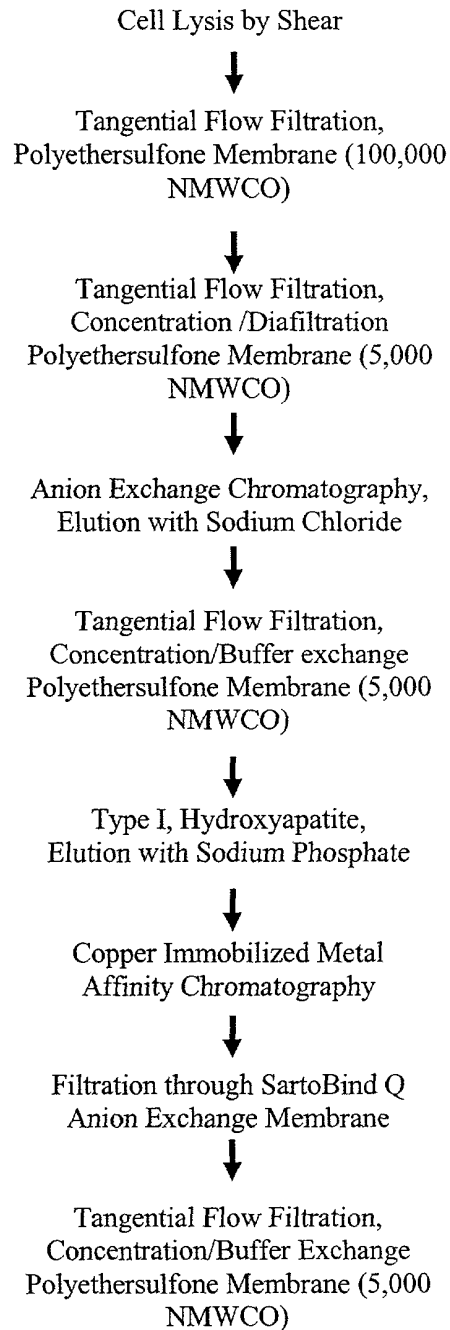 Cell Lysis by Shear
Tangential Flow Filtration,
Polyethersulfone Membrane (100,000
NMWCO)
Tangential Flow Filtration,
Concentration /Diafiltration
Polyethersulfone Membrane (5,000
NMWCO)
Anion Exchange Chromatography,
Elution with Sodium Chloride
Tangential Flow Filtration,
Concentration/Buffer exchange
Polyethersulfone Membrane (5,000
NMWCO)
Type I, Hydroxyapatite,
Elution with Sodium Phosphate
Copper Immobilized Metal
Affinity Chromatography
Filtration through SartoBind Q
Anion Exchange Membrane
Tangential Flow Filtration,
Concentration/Buffer Exchange
Polyethersulfone Membrane (5,000
NMWCO)